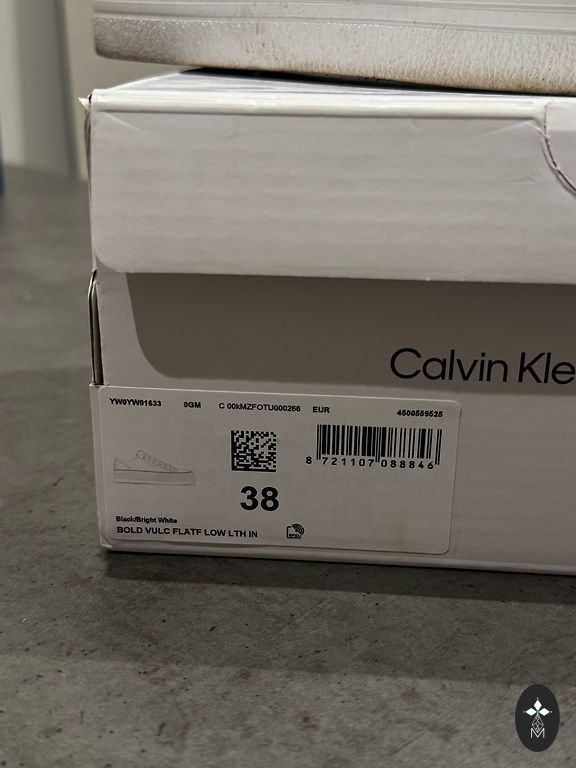 Calvin Kle
YW0YW01633 0GM C 00kMZFOTU000266 EUR 4500559525
8 721107 088846
38
Black/Bright White
BOLD VULC FLATF LOW LTH IN
RFID
M